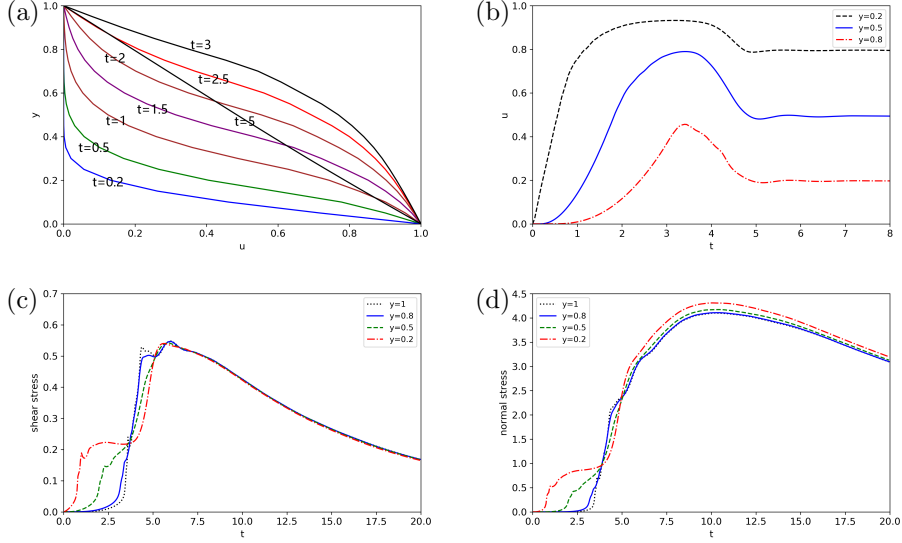 (a)
1.0
0.8
0.6
0.4
0.2
0.0
y
t=3
t=2
t=2.5
t=1.5
t=1
t=5
t=0.5
t=0.2
0.0 0.2 0.4 0.6 0.8 1.0
u
(b)
1.0
0.8
0.6
0.4
0.2
0.0
u
y=0.2
y=0.5
y=0.8
0 1 2 3 4 5 6 7 8
t
(c)
0.7
0.6
0.5
0.4
0.3
0.2
0.1
0.0
shear stress
y=1
y=0.8
y=0.5
y=0.2
0.0 2.5 5.0 7.5 10.0 12.5 15.0 17.5 20.0
t
(d)
4.5
4.0
3.5
3.0
2.5
2.0
1.5
1.0
0.5
0.0
normal stress
y=1
y=0.8
y=0.5
y=0.2
0.0 2.5 5.0 7.5 10.0 12.5 15.0 17.5 20.0
t